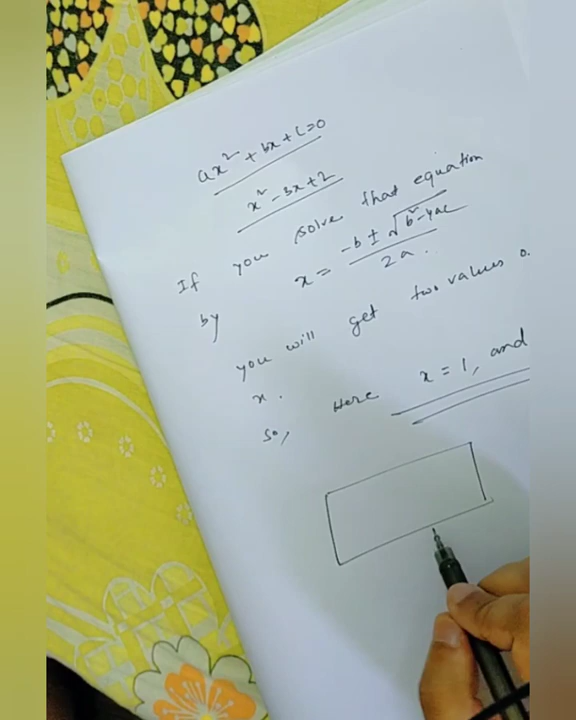 ax² + bx + c = 0
x² - 3x + 2
If you solve that equation
by x = -b ± √b² - 4ac / 2a .
you will get two values o
x .
So, Here x = 1, and